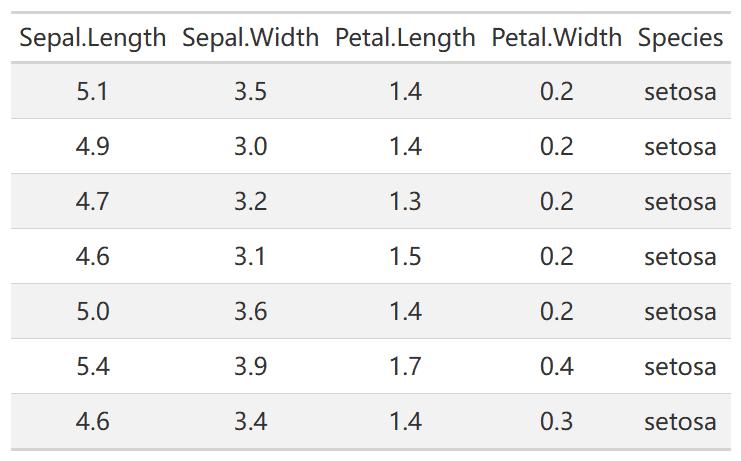 Sepal.Length Sepal.Width Petal.Length Petal.Width Species
5.1 3.5 1.4 0.2 setosa
4.9 3.0 1.4 0.2 setosa
4.7 3.2 1.3 0.2 setosa
4.6 3.1 1.5 0.2 setosa
5.0 3.6 1.4 0.2 setosa
5.4 3.9 1.7 0.4 setosa
4.6 3.4 1.4 0.3 setosa